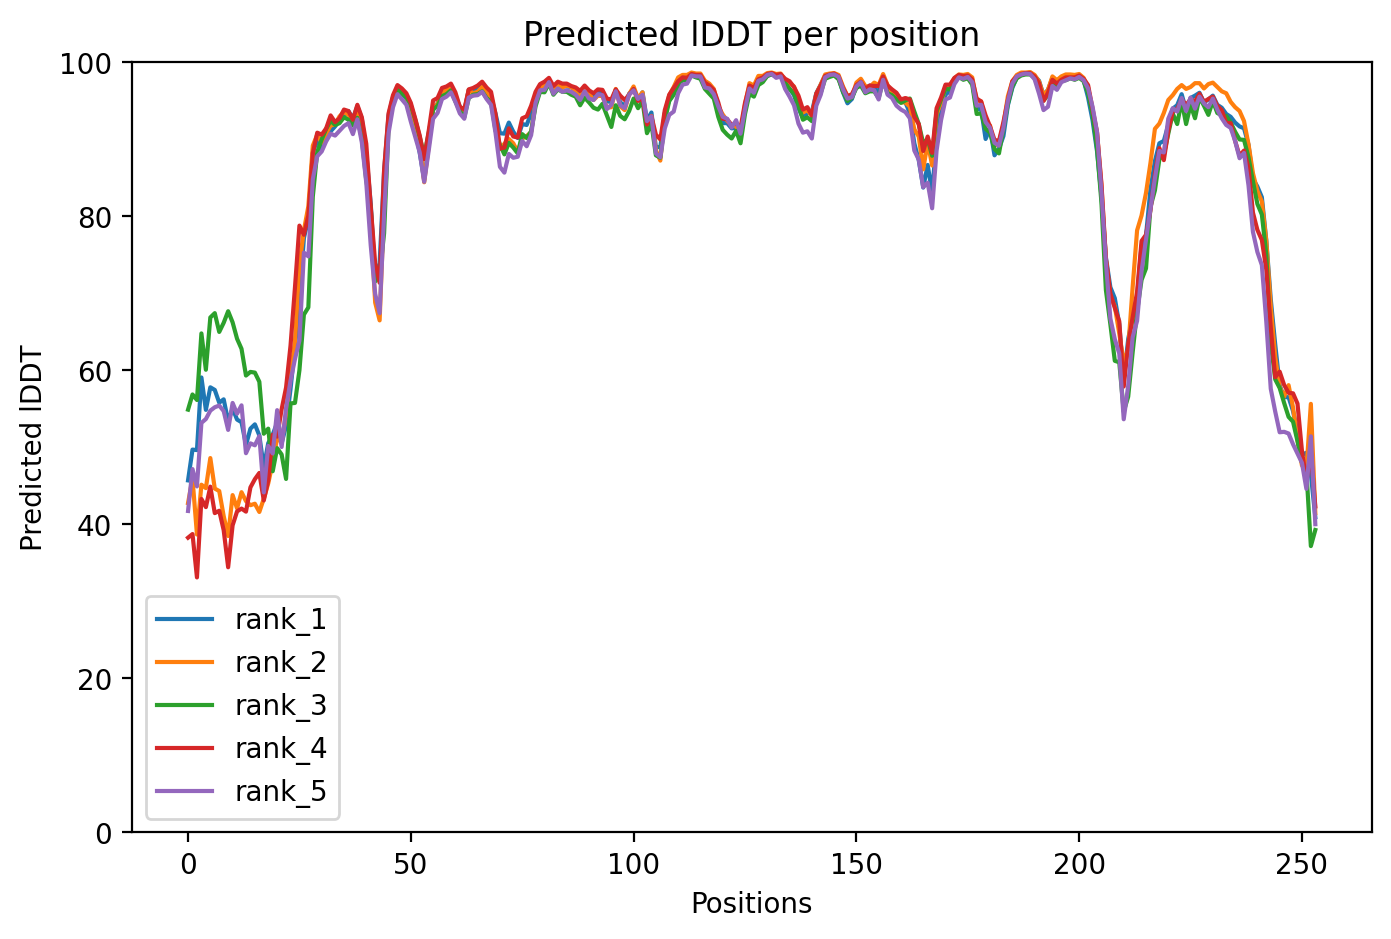 Predicted lDDT per position
100
80
60
40
20
0
Predicted lDDT
rank_1
rank_2
rank_3
rank_4
rank_5
0 50 100 150 200 250
Positions